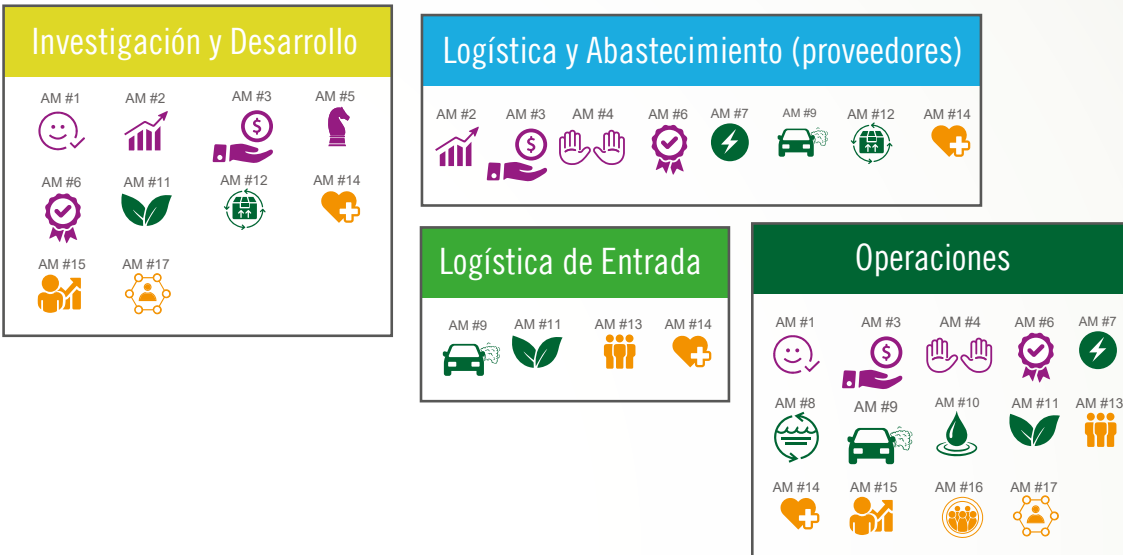 Investigación y Desarrollo
AM #1 AM #2 AM #3 AM #5
AM #6 AM #11 AM #12 AM #14
AM #15 AM #17
Logística y Abastecimiento (proveedores)
AM #2 AM #3 AM #4 AM #6 AM #7 AM #9 AM #12 AM #14
Logística de Entrada
AM #9 AM #11 AM #13 AM #14
Operaciones
AM #1 AM #3 AM #4 AM #6 AM #7
AM #8 AM #9 AM #10 AM #11 AM #13
AM #14 AM #15 AM #16 AM #17